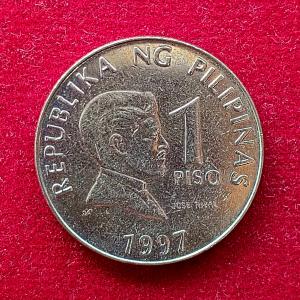 REPUBLIKA NG PILIPINAS
1
PISO
JOSE RIZAL
1997